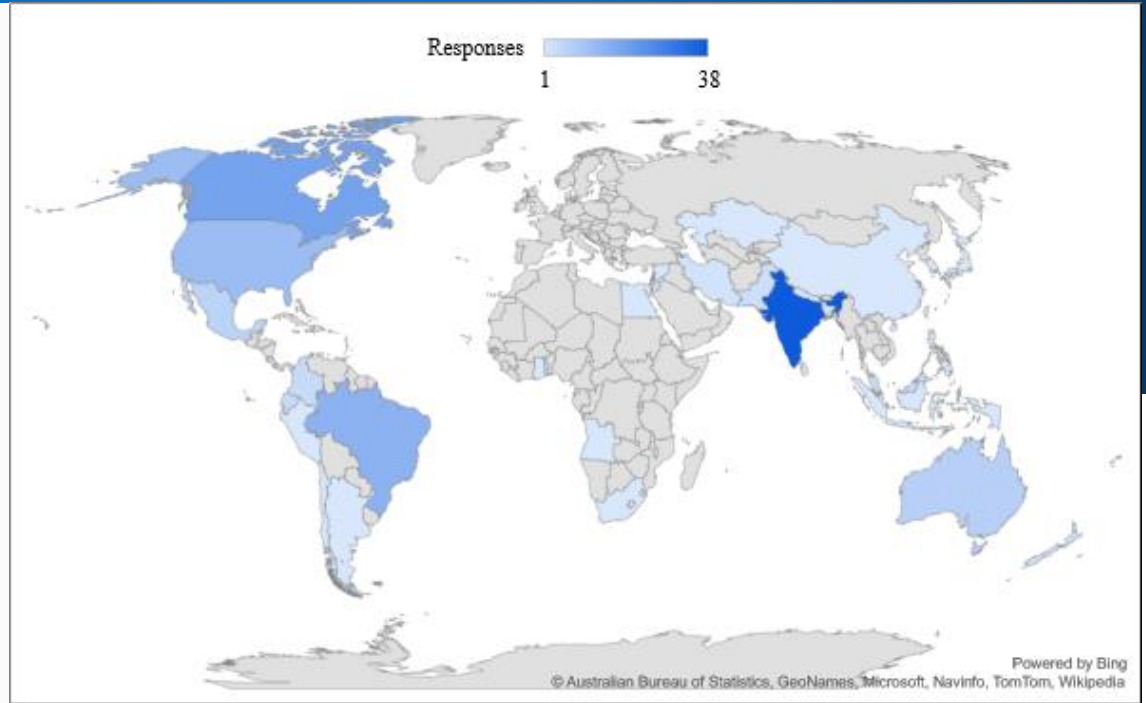 Responses
1 38
Powered by Bing
© Australian Bureau of Statistics, GeoNames, Microsoft, Navinfo, TomTom, Wikipedia